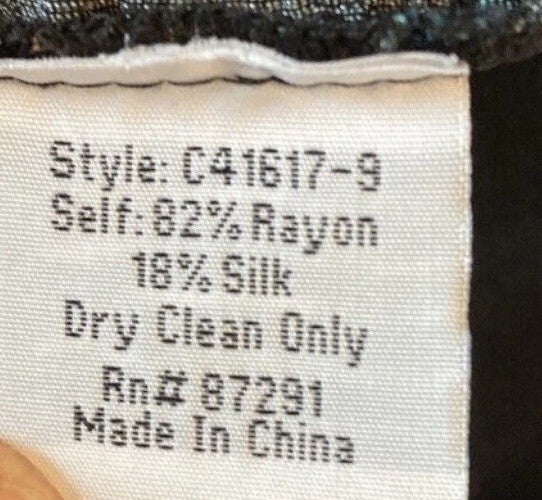 Style: C41617-9
Self: 82% Rayon
18% Silk
Dry Clean Only
Rn# 87291
Made In China